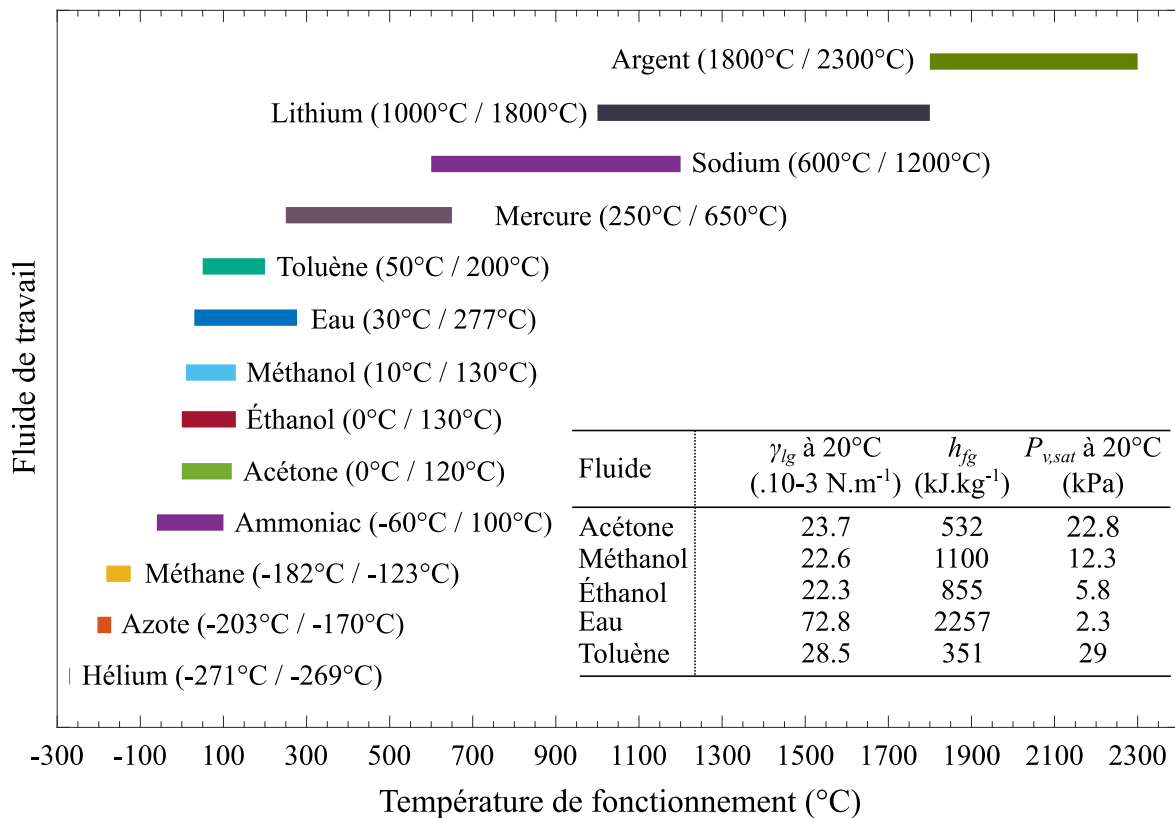 Argent (1800°C / 2300°C)
Lithium (1000°C / 1800°C)
Sodium (600°C / 1200°C)
Mercure (250°C / 650°C)
Toluène (50°C / 200°C)
Eau (30°C / 277°C)
Méthanol (10°C / 130°C)
Éthanol (0°C / 130°C)
Acétone (0°C / 120°C)
Ammoniac (-60°C / 100°C)
Méthane (-182°C / -123°C)
Azote (-203°C / -170°C)
Hélium (-271°C / -269°C)
Fluide de travail
Fluide γlg à 20°C (.10-3 N.m-1) hfg (kJ.kg-1) Pv,sat à 20°C (kPa)
Acétone 23.7 532 22.8
Méthanol 22.6 1100 12.3
Éthanol 22.3 855 5.8
Eau 72.8 2257 2.3
Toluène 28.5 351 29
-300 -100 100 300 500 700 900 1100 1300 1500 1700 1900 2100 2300
Température de fonctionnement (°C)